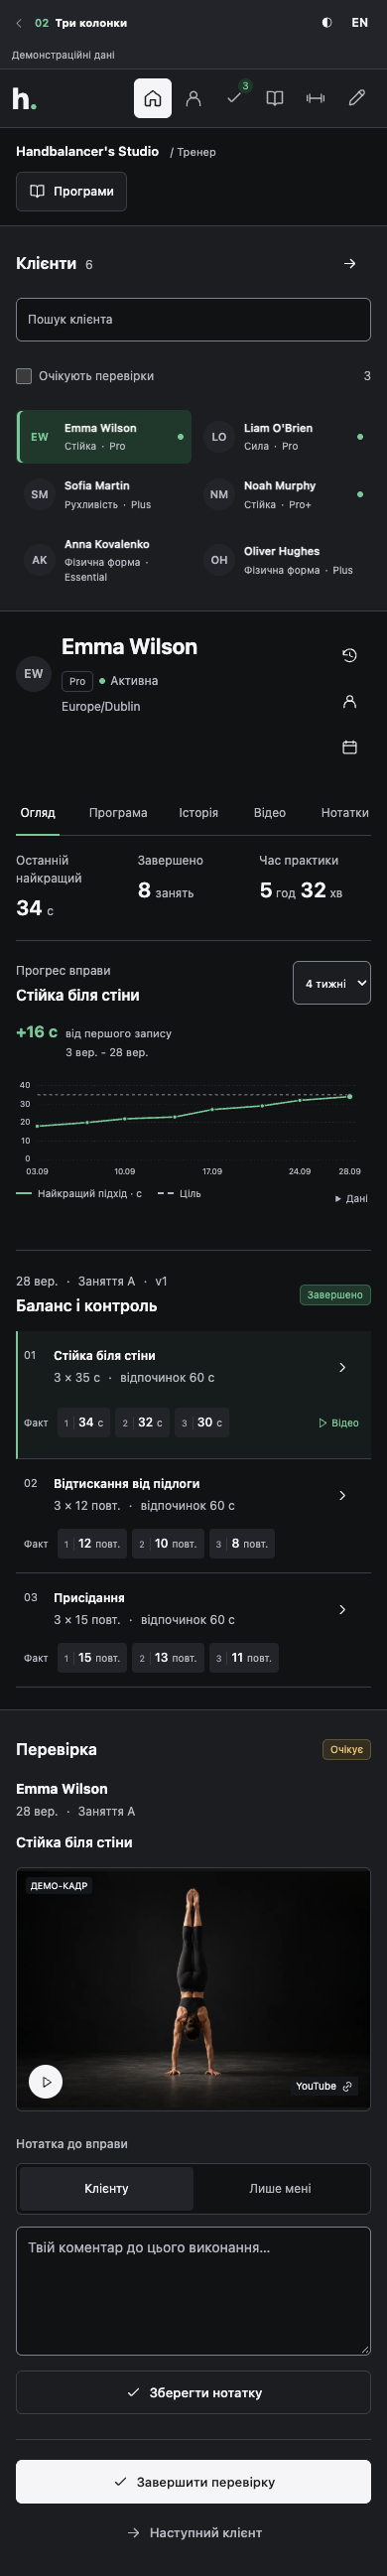 02 Три колонки
EN
Демонстраційні дані
h.
3
Handbalancer's Studio / Тренер
Програми
Клієнти 6
Пошук клієнта
Очікують перевірки 3
EW Emma Wilson
Стійка · Pro
LO Liam O'Brien
Сила · Pro
SM Sofia Martin
Рухливість · Plus
NM Noah Murphy
Стійка · Pro+
AK Anna Kovalenko
Фізична форма ·
Essential
OH Oliver Hughes
Фізична форма · Plus
EW
Emma Wilson
Pro Активна
Europe/Dublin
Огляд Програма Історія Відео Нотатки
Останній
найкращий
34 с
Завершено
8 занять
Час практики
5 год 32 хв
Прогрес вправи
Стійка біля стіни
4 тижні
+16 с від першого запису
3 вер. - 28 вер.
40
30
20
10
0
03.09 10.09 17.09 24.09 28.09
Найкращий підхід · с Ціль
Дані
28 вер. · Заняття A · v1
Баланс і контроль
Завершено
01 Стійка біля стіни
3 × 35 с · відпочинок 60 с
Факт 1 34 с 2 32 с 3 30 с Відео
02 Відтискання від підлоги
3 × 12 повт. · відпочинок 60 с
Факт 1 12 повт. 2 10 повт. 3 8 повт.
03 Присідання
3 × 15 повт. · відпочинок 60 с
Факт 1 15 повт. 2 13 повт. 3 11 повт.
Перевірка Очікує
Emma Wilson
28 вер. · Заняття A
Стійка біля стіни
ДЕМО-КАДР
YouTube
Нотатка до вправи
Клієнту Лише мені
Твій коментар до цього виконання...
Зберегти нотатку
Завершити перевірку
Наступний клієнт